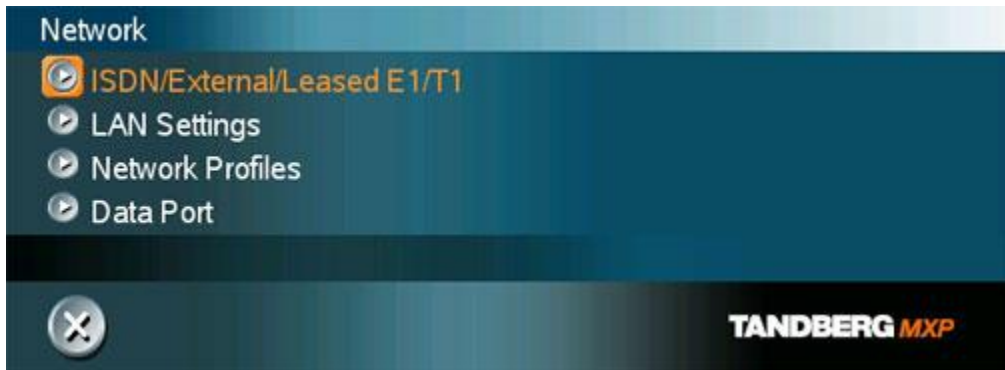 Network
ISDN/External/Leased E1/T1
LAN Settings
Network Profiles
Data Port
TANDBERG MXP